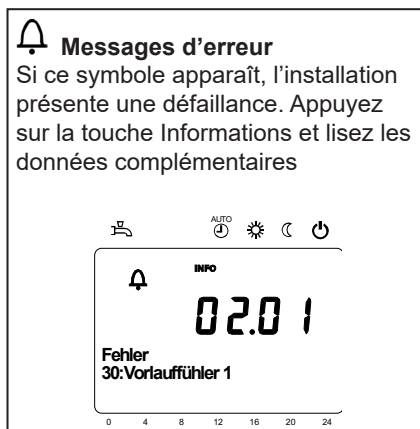 Messages d'erreur
Si ce symbole apparaît, l'installation
présente une défaillance. Appuyez
sur la touche Informations et lisez les
données complémentaires
AUTO
INFO
02.01
Fehler
30:Vorlauffühler 1
0 4 8 12 16 20 24